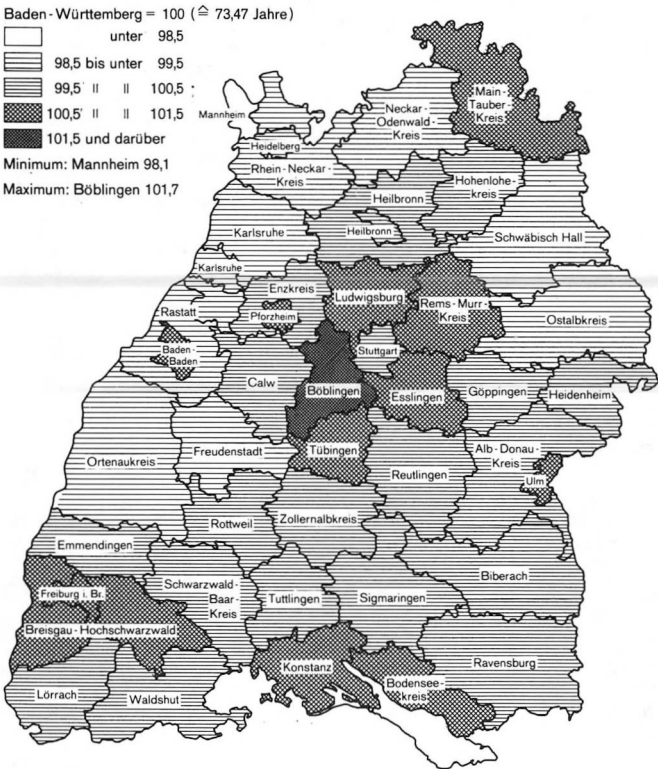 Baden-Württemberg = 100 (≙ 73,47 Jahre)
unter 98,5
98,5 bis unter 99,5
99,5 " " 100,5
100,5 " " 101,5
101,5 und darüber
Minimum: Mannheim 98,1
Maximum: Böblingen 101,7
Main-
Tauber-
Kreis
Mannheim
Neckar-
Odenwald-
Kreis
Heidelberg
Rhein-Neckar-
Kreis
Hohenlohe-
kreis
Heilbronn
Karlsruhe
Heilbronn
Schwäbisch Hall
Karlsruhe
Enzkreis
Ludwigsburg
Rems-Murr-
Kreis
Rastatt
Pforzheim
Ostalbkreis
Baden-
Baden
Stuttgart
Calw
Böblingen
Esslingen
Göppingen
Heidenheim
Freudenstadt
Tübingen
Alb-Donau-
Kreis
Ortenaukreis
Reutlingen
Ulm
Rottweil
Zollernalbkreis
Emmendingen
Biberach
Freiburg i. Br.
Schwarzwald-
Baar-
Kreis
Tuttlingen
Sigmaringen
Breisgau-Hochschwarzwald
Konstanz
Ravensburg
Bodensee-
kreis
Lörrach
Waldshut